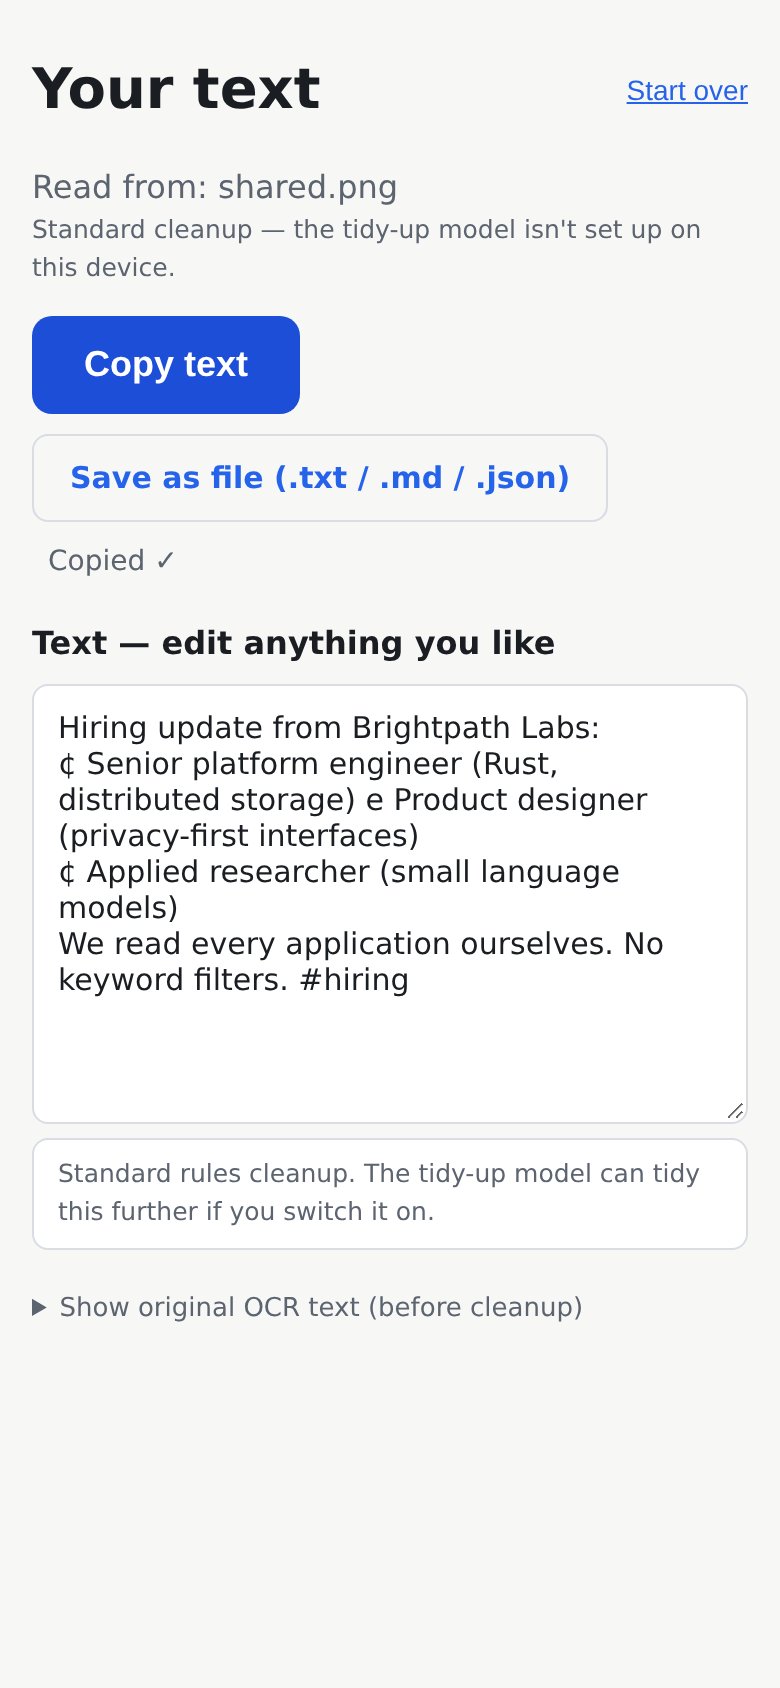 Your text
Start over
Read from: shared.png
Standard cleanup — the tidy-up model isn't set up on
this device.
Copy text
Save as file (.txt / .md / .json)
Copied ✓
Text — edit anything you like
Hiring update from Brightpath Labs:
¢ Senior platform engineer (Rust,
distributed storage) e Product designer
(privacy-first interfaces)
¢ Applied researcher (small language
models)
We read every application ourselves. No
keyword filters. #hiring
Standard rules cleanup. The tidy-up model can tidy
this further if you switch it on.
▶ Show original OCR text (before cleanup)